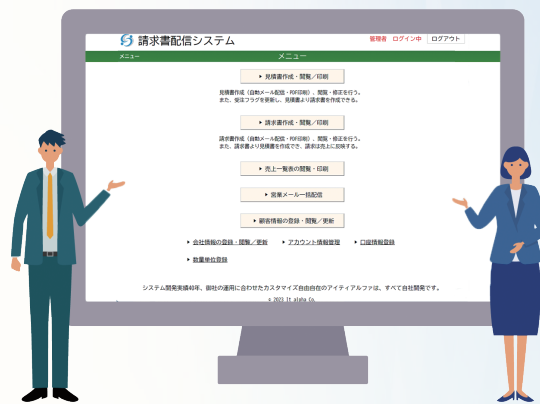 請求書配信システム
管理者 ログイン中 ログアウト
メニュー メニュー
▶ 見積書作成・閲覧／印刷
見積書作成（自動メール配信・PDF印刷）、閲覧・修正を行う。
また、受注フラグを更新し、見積書より請求書を作成できる。
▶ 請求書作成・閲覧／印刷
請求書作成（自動メール配信・PDF印刷）、閲覧・修正を行う。
また、請求書より見積書を作成でき、請求は売上に反映する。
▶ 売上一覧表の閲覧・印刷
▶ 営業メール一括配信
▶ 顧客情報の登録・閲覧／更新
▶ 会社情報の登録・閲覧／更新 ▶ アカウント情報管理 ▶ 口座情報登録
▶ 数量単位登録
システム開発実績40年、御社の運用に合わせたカスタマイズ自由自在のアイティアルファは、すべて自社開発です。
© 2023 It alpha Co.